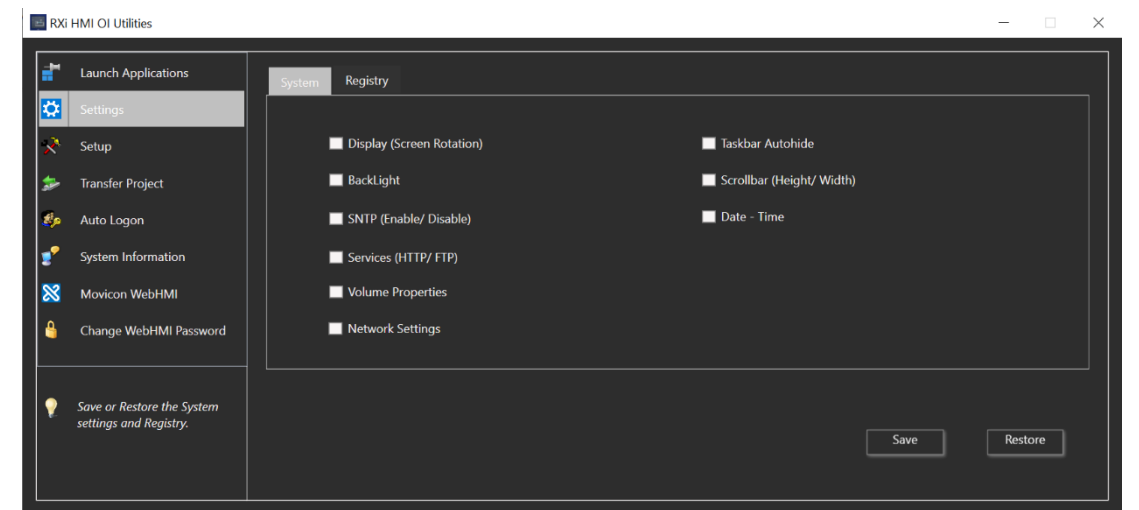 RXi HMI OI Utilities
Launch Applications
Settings
Setup
Transfer Project
Auto Logon
System Information
Movicon WebHMI
Change WebHMI Password
Save or Restore the System
settings and Registry.
System
Registry
Display (Screen Rotation)
BackLight
SNTP (Enable/ Disable)
Services (HTTP/ FTP)
Volume Properties
Network Settings
Taskbar Autohide
Scrollbar (Height/ Width)
Date - Time
Save
Restore